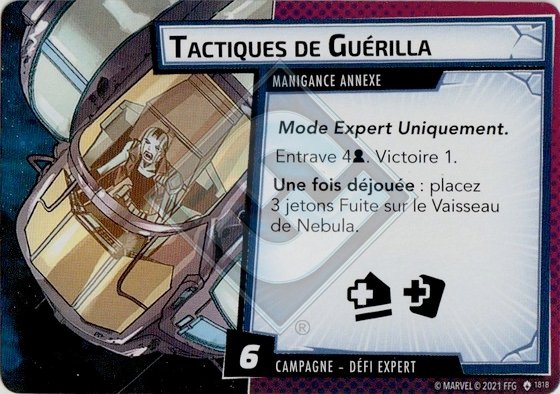 TACTIQUES DE GUÉRILLA
MANIGANCE ANNEXE
Mode Expert Uniquement.
Entrave 4. Victoire 1.
Une fois déjouée : placez
3 jetons Fuite sur le Vaisseau
de Nebula.
®
6
CAMPAGNE – DÉFI EXPERT
© MARVEL © 2021 FFG 1818